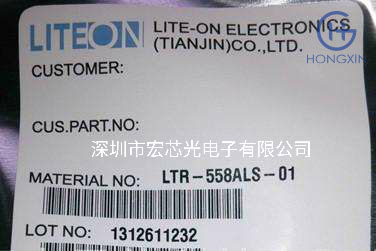 LITEON LITE-ON ELECTRONICS
(TIANJIN)CO.,LTD.
HONGXIN
CUSTOMER:
CUS.PART.NO:
深圳市宏芯光电子有限公司
MATERIAL NO: LTR-558ALS-01
LOT NO: 1312611232